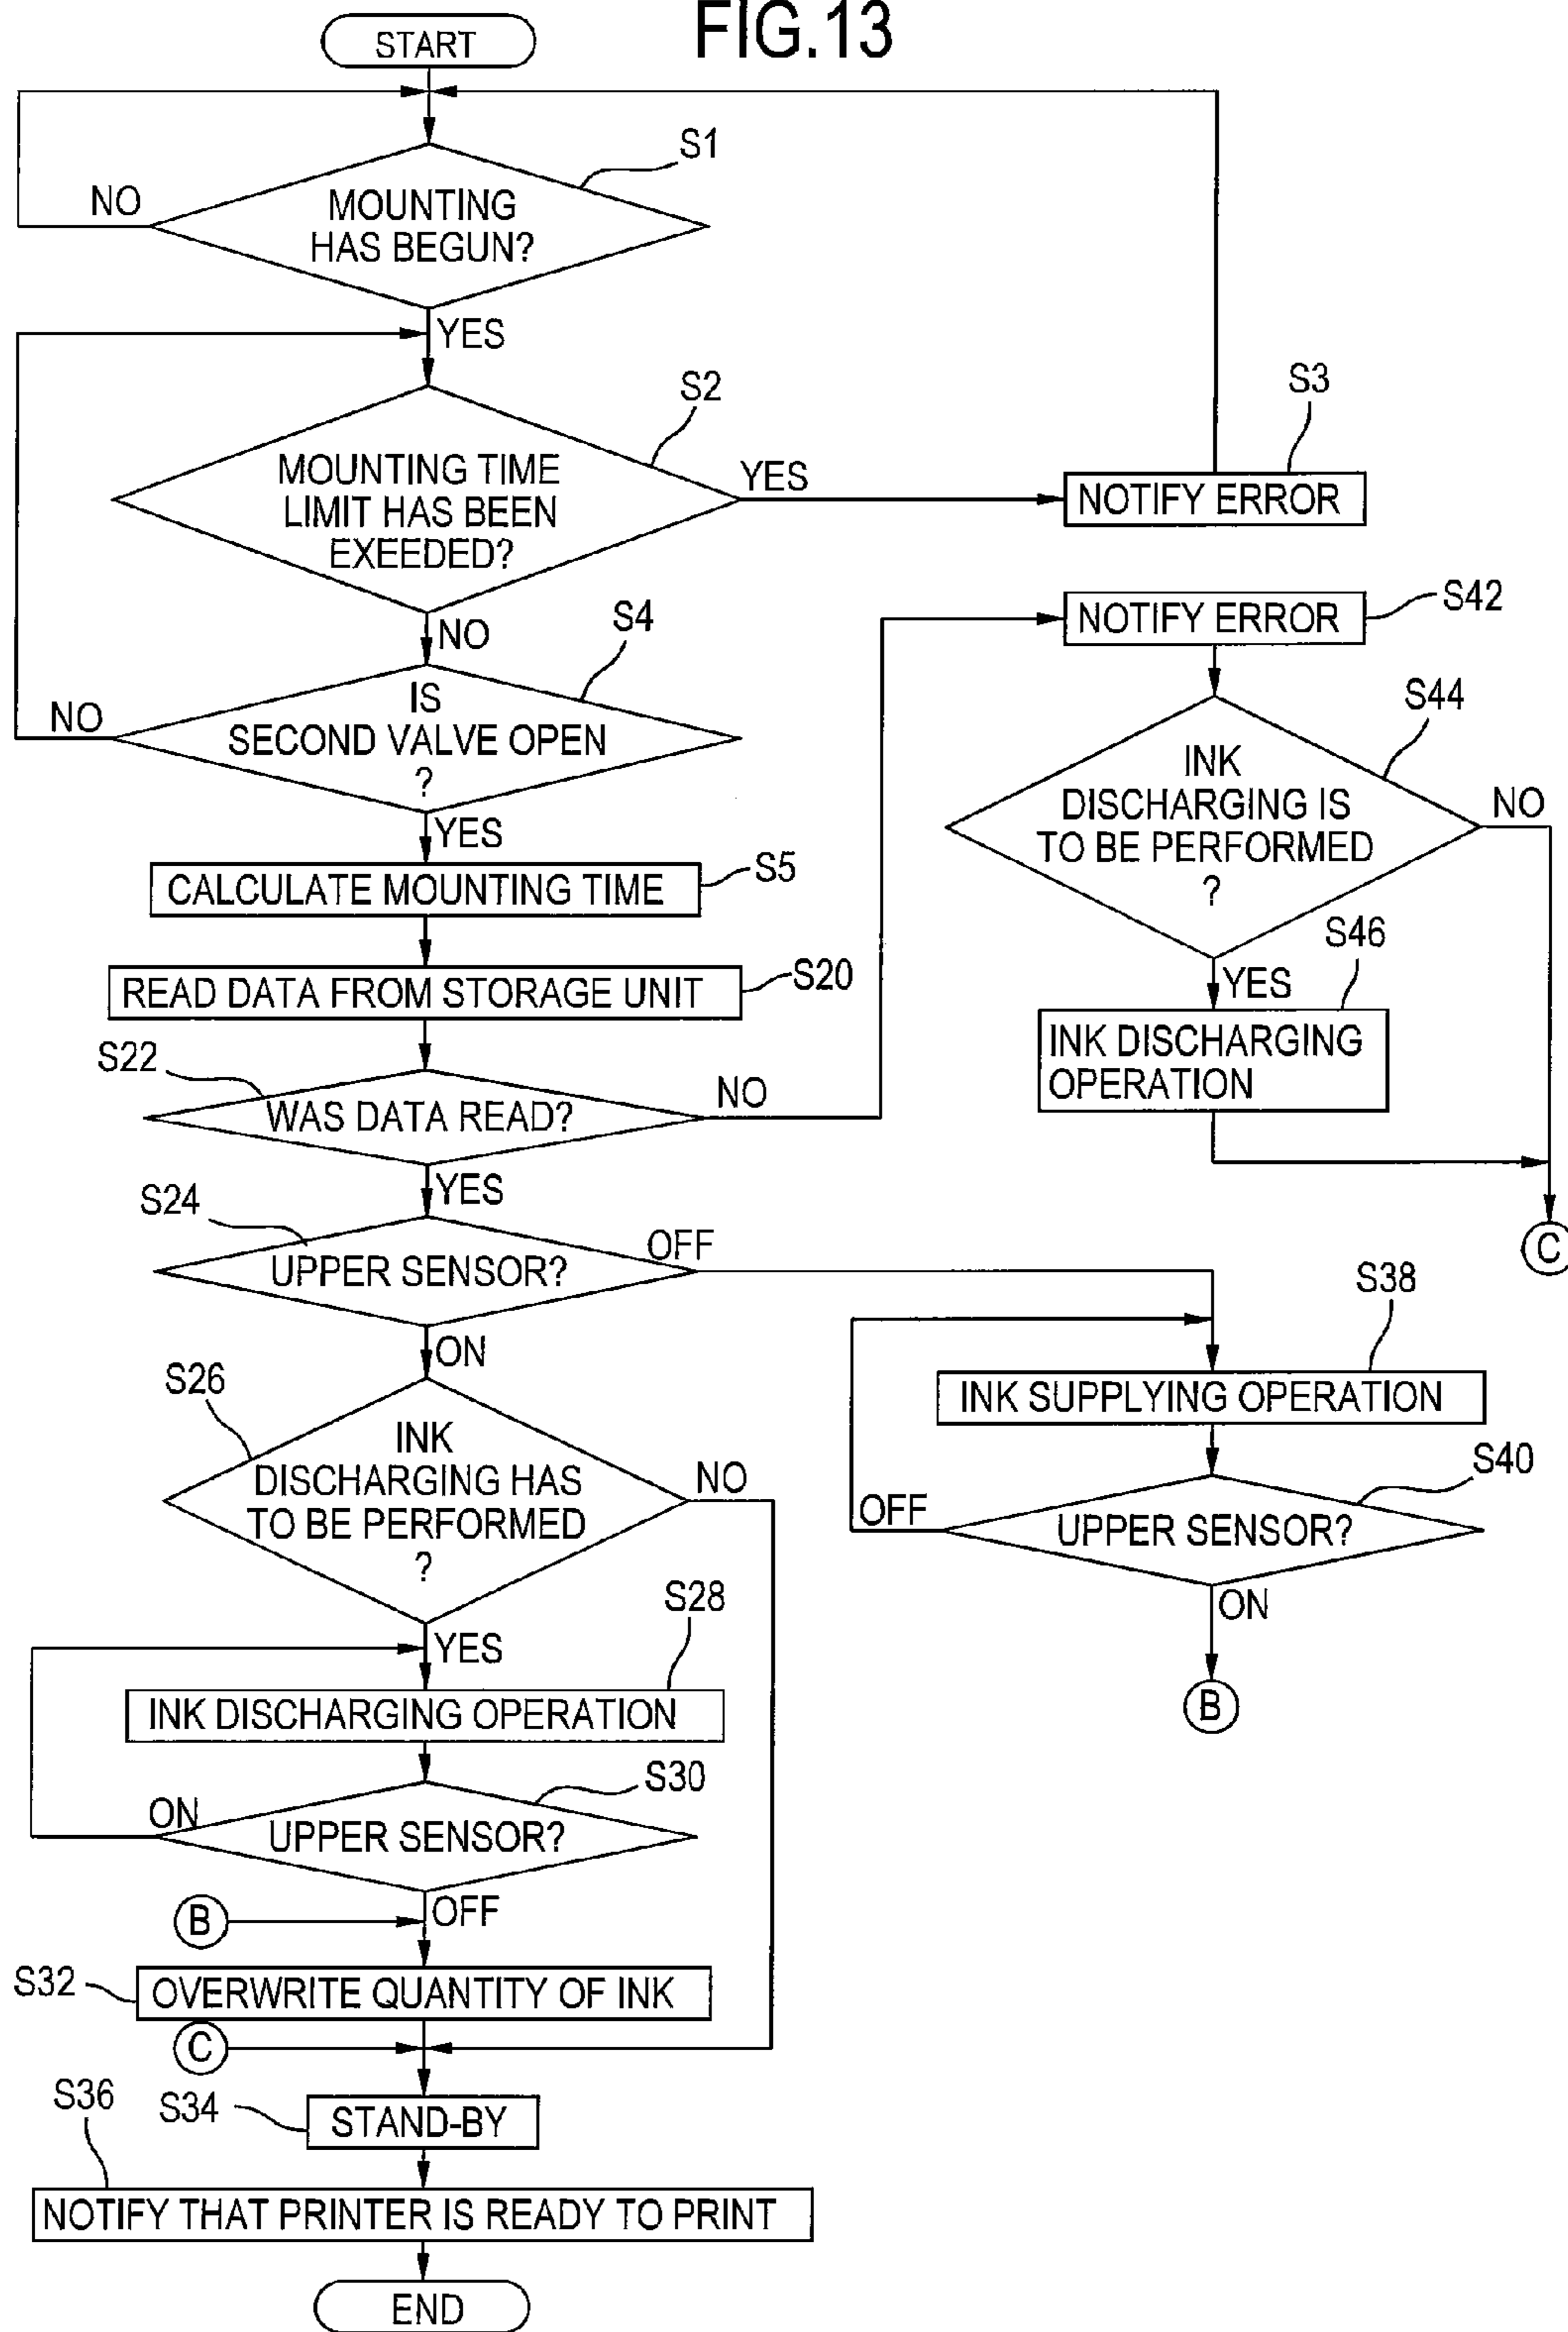 FIG.13
START
S1
NO
MOUNTING
HAS BEGUN?
YES
S2
MOUNTING TIME
LIMIT HAS BEEN
EXEEDED?
YES
S3
NOTIFY ERROR
NO
S4
IS
SECOND VALVE OPEN
?
NO
YES
CALCULATE MOUNTING TIME
S5
READ DATA FROM STORAGE UNIT
S20
S22
WAS DATA READ?
NO
YES
NOTIFY ERROR
S42
S44
INK
DISCHARGING IS
TO BE PERFORMED
?
NO
YES
S46
INK DISCHARGING
OPERATION
C
S24
UPPER SENSOR?
OFF
ON
S38
INK SUPPLYING OPERATION
S40
UPPER SENSOR?
OFF
ON
B
S26
INK
DISCHARGING HAS
TO BE PERFORMED
?
NO
YES
S28
INK DISCHARGING OPERATION
S30
ON
UPPER SENSOR?
OFF
B
S32
OVERWRITE QUANTITY OF INK
C
S34
STAND-BY
S36
NOTIFY THAT PRINTER IS READY TO PRINT
END